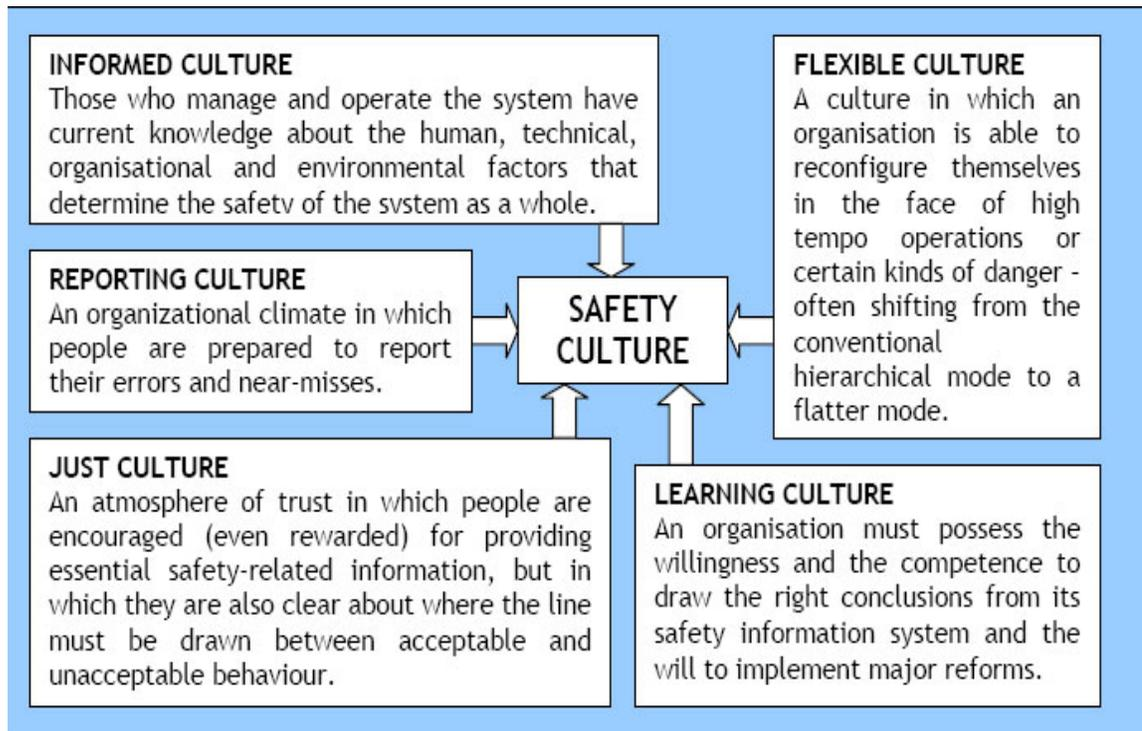 INFORMED CULTURE
Those who manage and operate the system have
current knowledge about the human, technical,
organisational and environmental factors that
determine the safety of the system as a whole.
FLEXIBLE CULTURE
A culture in which an
organisation is able to
reconfigure themselves
in the face of high
tempo operations or
certain kinds of danger -
often shifting from the
conventional
hierarchical mode to a
flatter mode.
REPORTING CULTURE
An organizational climate in which
people are prepared to report
their errors and near-misses.
SAFETY
CULTURE
JUST CULTURE
An atmosphere of trust in which people are
encouraged (even rewarded) for providing
essential safety-related information, but in
which they are also clear about where the line
must be drawn between acceptable and
unacceptable behaviour.
LEARNING CULTURE
An organisation must possess the
willingness and the competence to
draw the right conclusions from its
safety information system and the
will to implement major reforms.